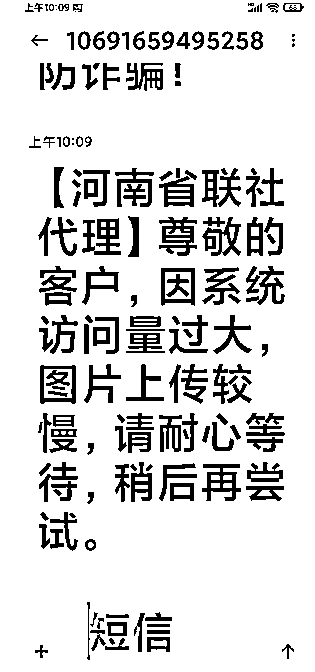 上午10:09
10691659495258
防诈骗！
上午10:09
【河南省联社
代理】尊敬的
客户，因系统
访问量过大，
图片上传较
慢，请耐心等
待，稍后再尝
试。
短信